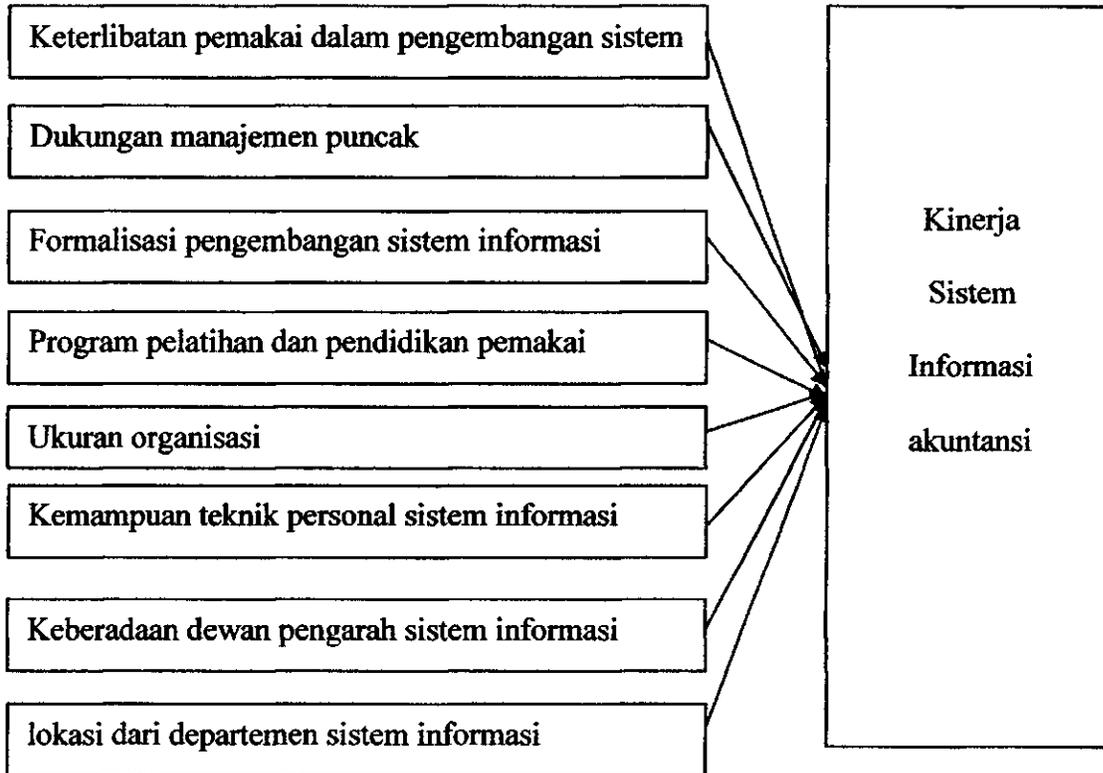 Keterlibatan pemakai dalam pengembangan sistem
Dukungan manajemen puncak
Formalisasi pengembangan sistem informasi
Program pelatihan dan pendidikan pemakai
Ukuran organisasi
Kemampuan teknik personal sistem informasi
Keberadaan dewan pengarah sistem informasi
lokasi dari departemen sistem informasi
Kinerja
Sistem
Informasi
akuntansi